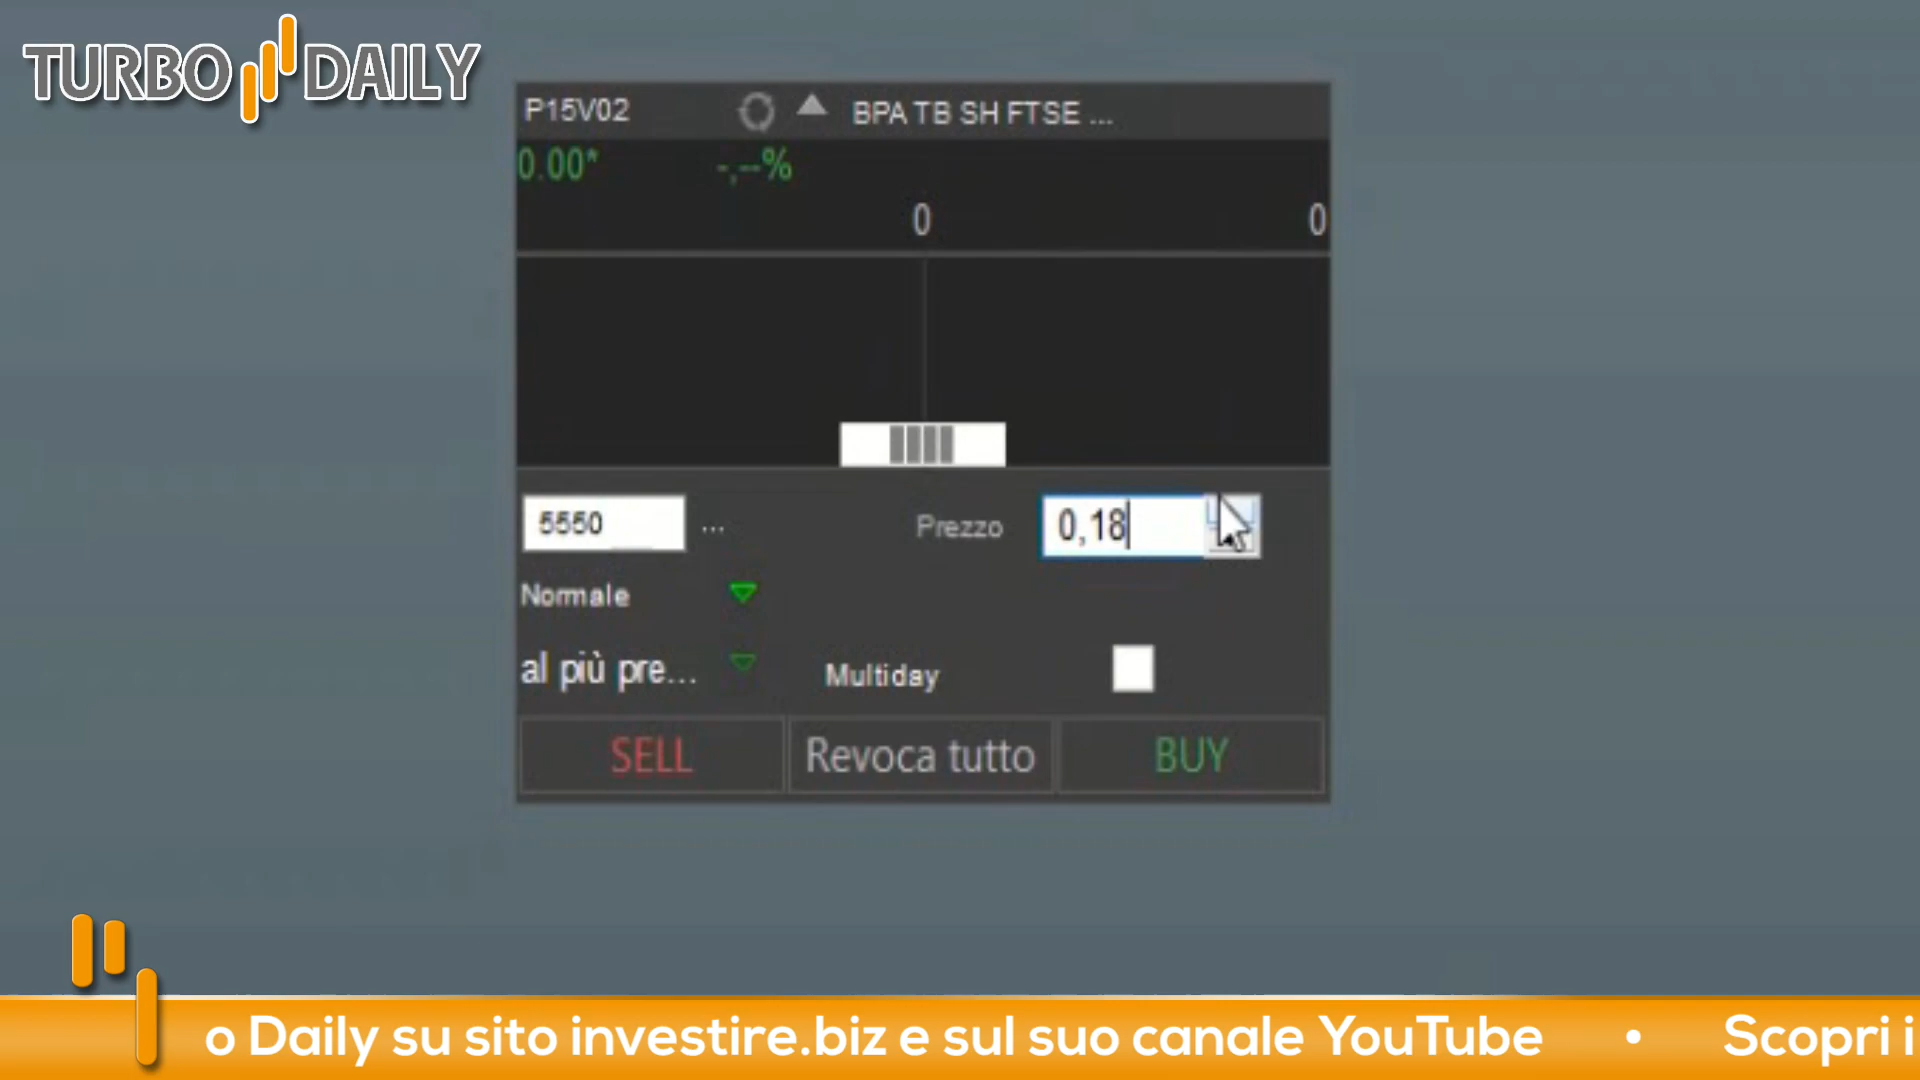 TURBO DAILY
P15V02 BPA TB SH FTSE ...
0.00* -,--%
0 0
5550 ... Prezzo 0,18
Normale
al più pre... Multiday
SELL Revoca tutto BUY
o Daily su sito investire.biz e sul suo canale YouTube • Scopri i